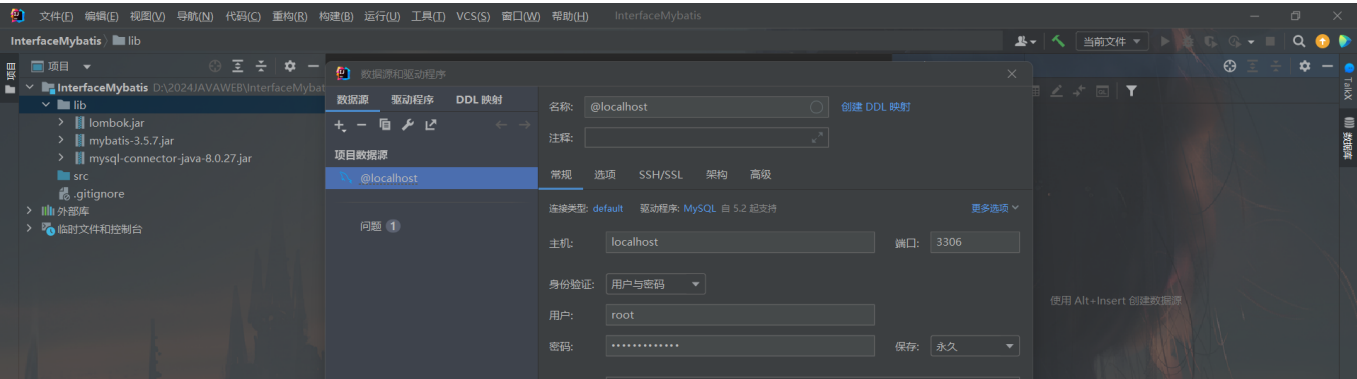 文件(F) 编辑(E) 视图(V) 导航(N) 代码(C) 重构(R) 构建(B) 运行(U) 工具(T) VCS(S) 窗口(W) 帮助(H) InterfaceMybatis
InterfaceMybatis lib
当前文件
项目
项目
InterfaceMybatis D:\2024JAVAWEB\InterfaceMybat
lib
lombok.jar
mybatis-3.5.7.jar
mysql-connector-java-8.0.27.jar
src
.gitignore
外部库
临时文件和控制台
数据源和驱动程序
数据源 驱动程序 DDL 映射
项目数据源
@localhost
问题 1
名称: @localhost 创建 DDL 映射
注释:
常规 选项 SSH/SSL 架构 高级
连接类型: default 驱动程序: MySQL 自 5.2 起支持 更多选项
主机: localhost 端口: 3306
身份验证: 用户与密码
用户: root
密码: ••••••••••••• 保存: 永久
使用 Alt+Insert 创建数据源
TalkX
数据库